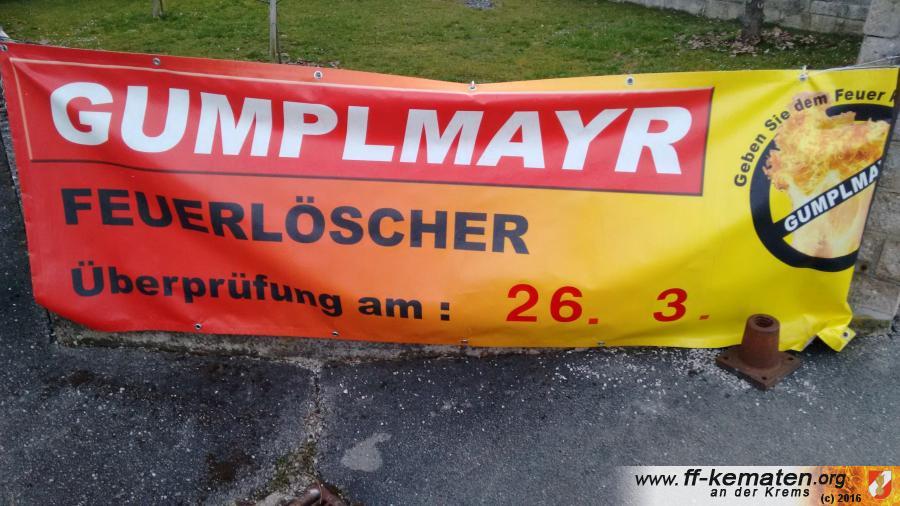 GUMPLMAYR
FEUERLÖSCHER
Überprüfung am : 26. 3.
Geben Sie dem Feuer
GUMPLMAY
www.ff-kematen.org
an der Krems
(c) 2016